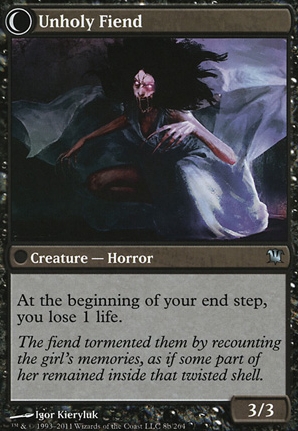 Unholy Fiend
Creature — Horror
At the beginning of your end step,
you lose 1 life.
The fiend tormented them by recounting
the girl's memories, as if some part of
her remained inside that twisted shell.
3/3
Igor Kieryluk
™ & © 1993–2011 Wizards of the Coast LLC 8b/264